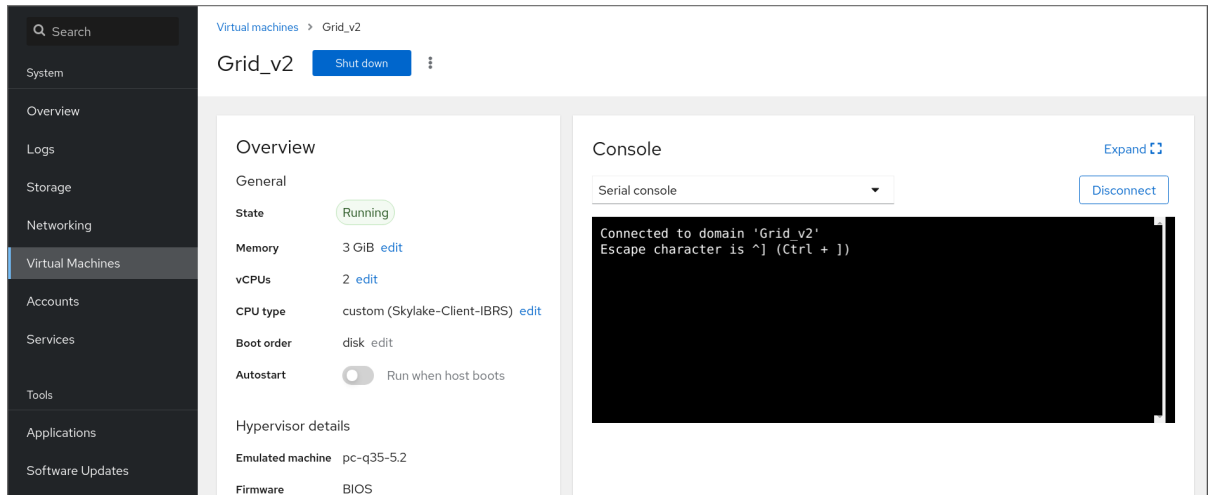 Search
System
Overview
Logs
Storage
Networking
Virtual Machines
Accounts
Services
Tools
Applications
Software Updates
Virtual machines > Grid_v2
Grid_v2 Shut down
Overview
General
State Running
Memory 3 GiB edit
vCPUs 2 edit
CPU type custom (Skylake-Client-IBRS) edit
Boot order disk edit
Autostart Run when host boots
Hypervisor details
Emulated machine pc-q35-5.2
Firmware BIOS
Console Expand
Serial console Disconnect
Connected to domain 'Grid_v2'
Escape character is ^] (Ctrl + ])